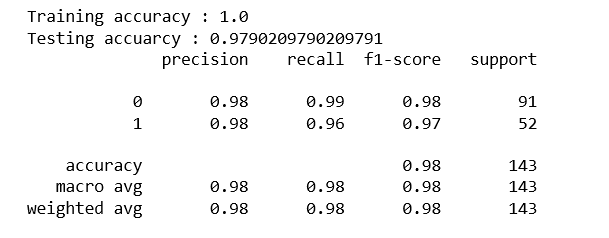 Training accuracy : 1.0
Testing accuarcy : 0.9790209790209791
precision recall f1-score support
0 0.98 0.99 0.98 91
1 0.98 0.96 0.97 52
accuracy 0.98 143
macro avg 0.98 0.98 0.98 143
weighted avg 0.98 0.98 0.98 143